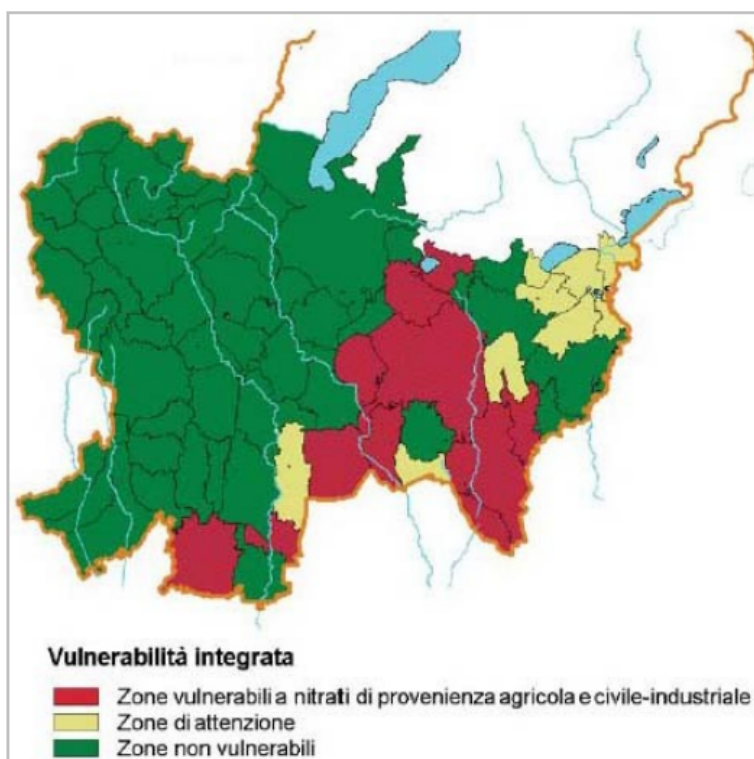 Vulnerabilità integrata
Zone vulnerabili a nitrati di provenienza agricola e civile-industriale
Zone di attenzione
Zone non vulnerabili